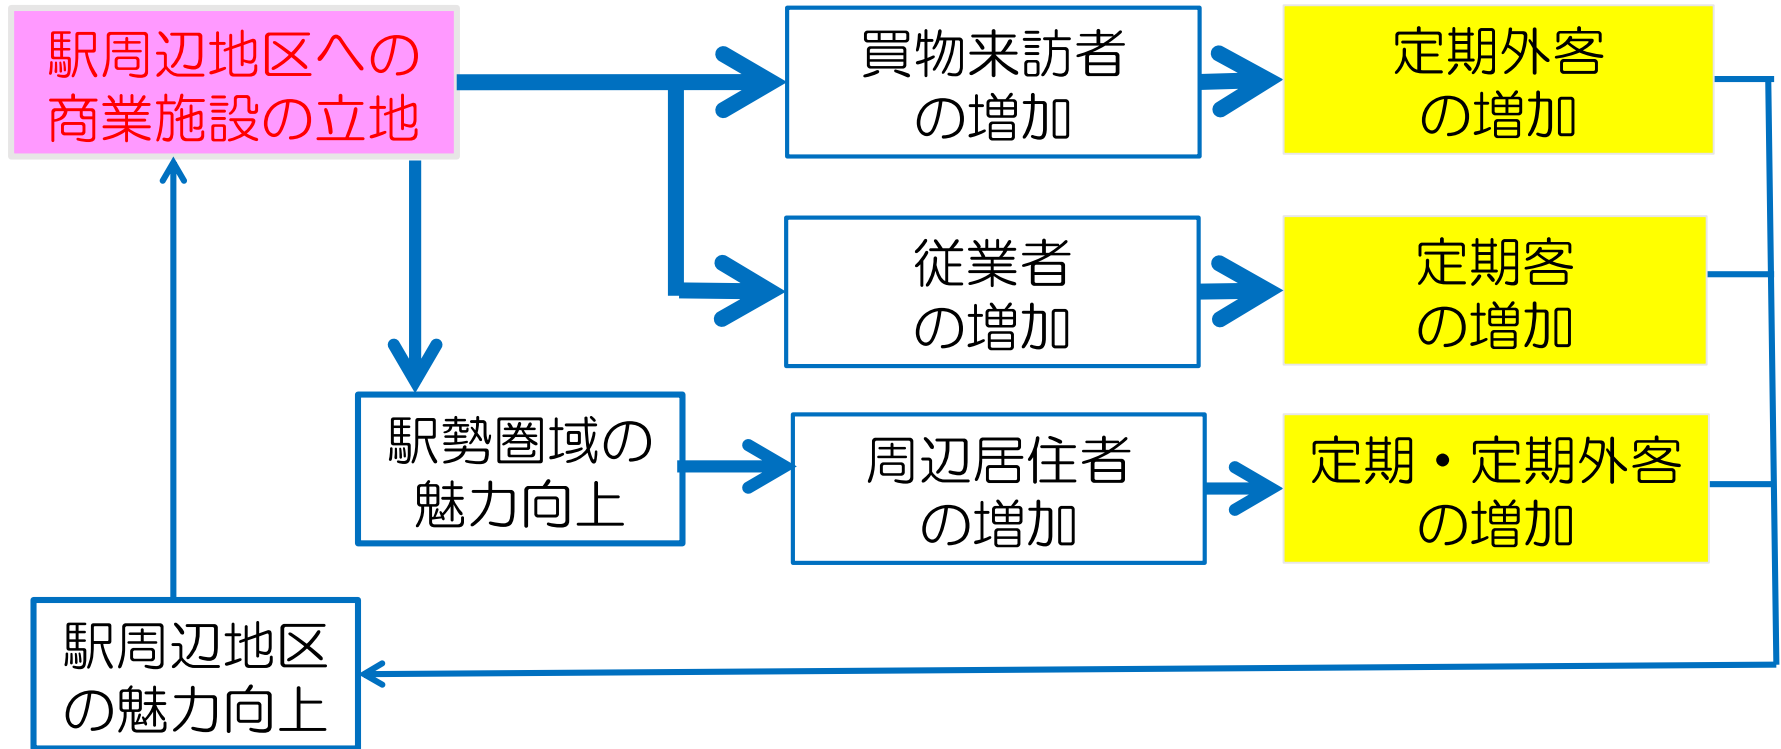 駅周辺地区への
商業施設の立地
買物来訪者
の増加
定期外客
の増加
従業者
の増加
定期客
の増加
駅勢圏域の
魅力向上
周辺居住者
の増加
定期・定期外客
の増加
駅周辺地区
の魅力向上